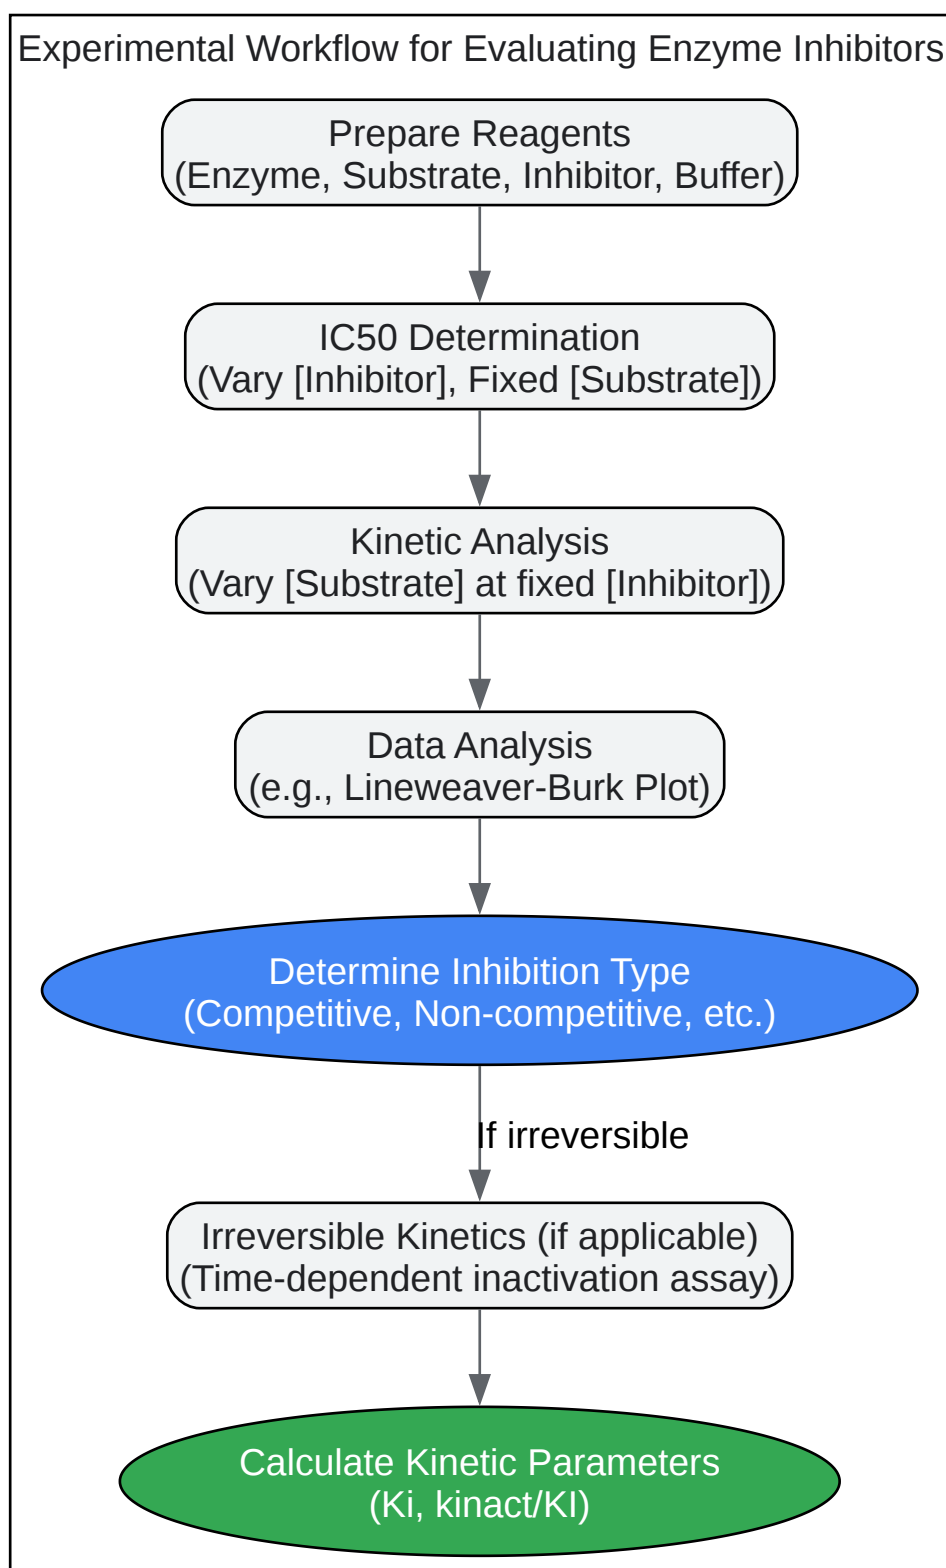 Experimental Workflow for Evaluating Enzyme Inhibitors
Prepare Reagents
(Enzyme, Substrate, Inhibitor, Buffer)
IC50 Determination
(Vary [Inhibitor], Fixed [Substrate])
Kinetic Analysis
(Vary [Substrate] at fixed [Inhibitor])
Data Analysis
(e.g., Lineweaver-Burk Plot)
Determine Inhibition Type
(Competitive, Non-competitive, etc.)
If irreversible
Irreversible Kinetics (if applicable)
(Time-dependent inactivation assay)
Calculate Kinetic Parameters
(Ki, kinact/KI)